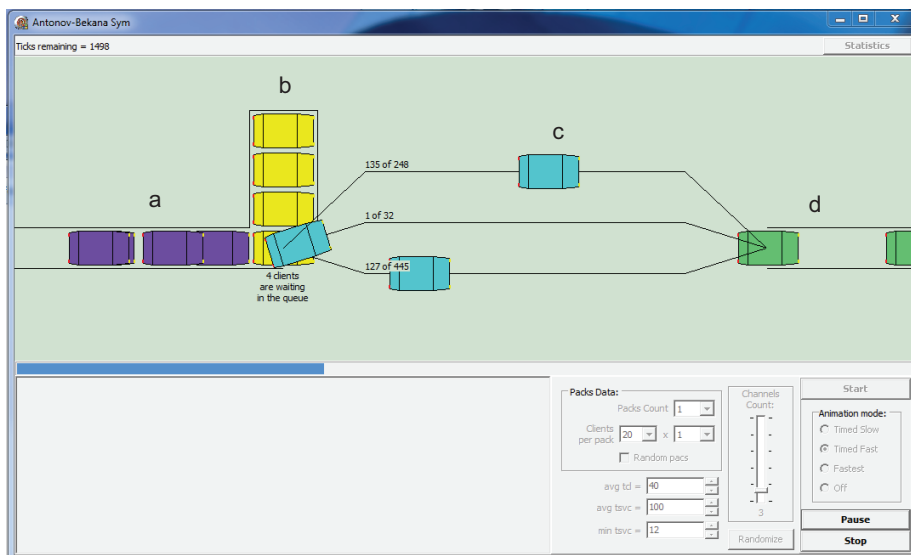 Antonov-Bekana Sym
Ticks remaining = 1498
Statistics
b
c
135 of 248
a
d
1 of 32
127 of 445
4 clients
are waiting
in the queue
Packs Data:
Packs Count 1
Clients
per pack 20 x 1
Random pacs
avg td = 40
avg tsvc = 100
min tsvc = 12
Channels
Count:
3
Randomize
Start
Animation mode:
Timed Slow
Timed Fast
Fastest
Off
Pause
Stop